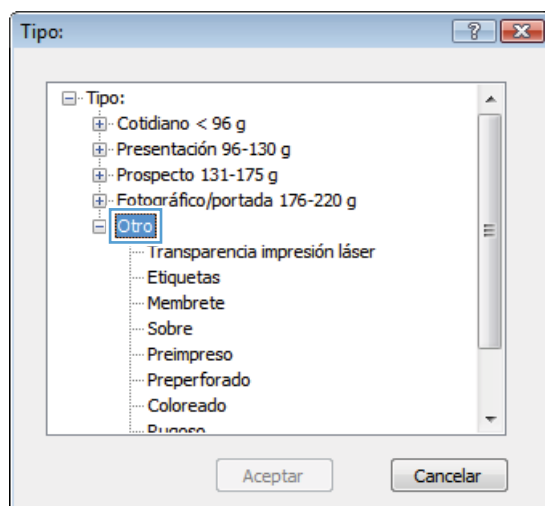 Tipo:
Tipo:
Cotidiano < 96 g
Presentación 96-130 g
Prospecto 131-175 g
Fotográfico/portada 176-220 g
Otro
Transparencia impresión láser
Etiquetas
Membrete
Sobre
Preimpreso
Preperforado
Coloreado
Rugoso
Aceptar Cancelar